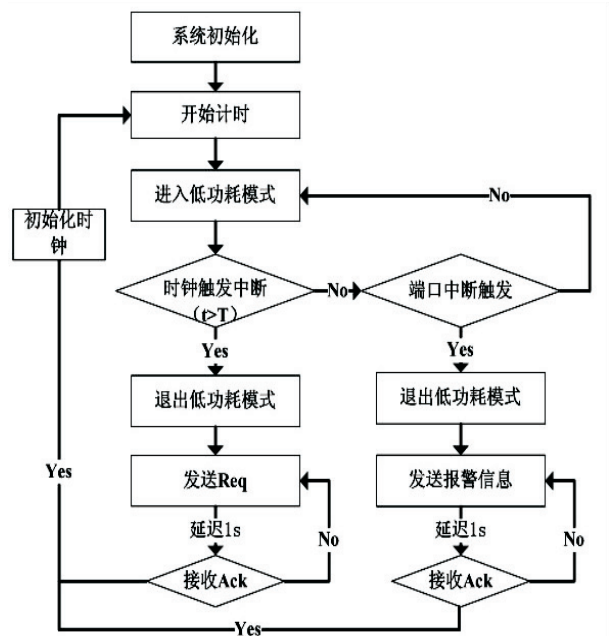 系统初始化
开始计时
进入低功耗模式
No
初始化时
钟
时钟触发中断
（t>T）
No
端口中断触发
Yes
Yes
退出低功耗模式
退出低功耗模式
Yes
发送Req
发送报警信息
延迟1s
No
延迟1s
No
接收Ack
接收Ack
Yes